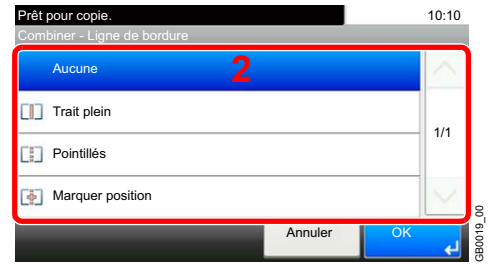 Prêt pour copie. 10:10
Combiner - Ligne de bordure
Aucune
2
Trait plein
1/1
Pointillés
Marquer position
Annuler OK
GB0019_00